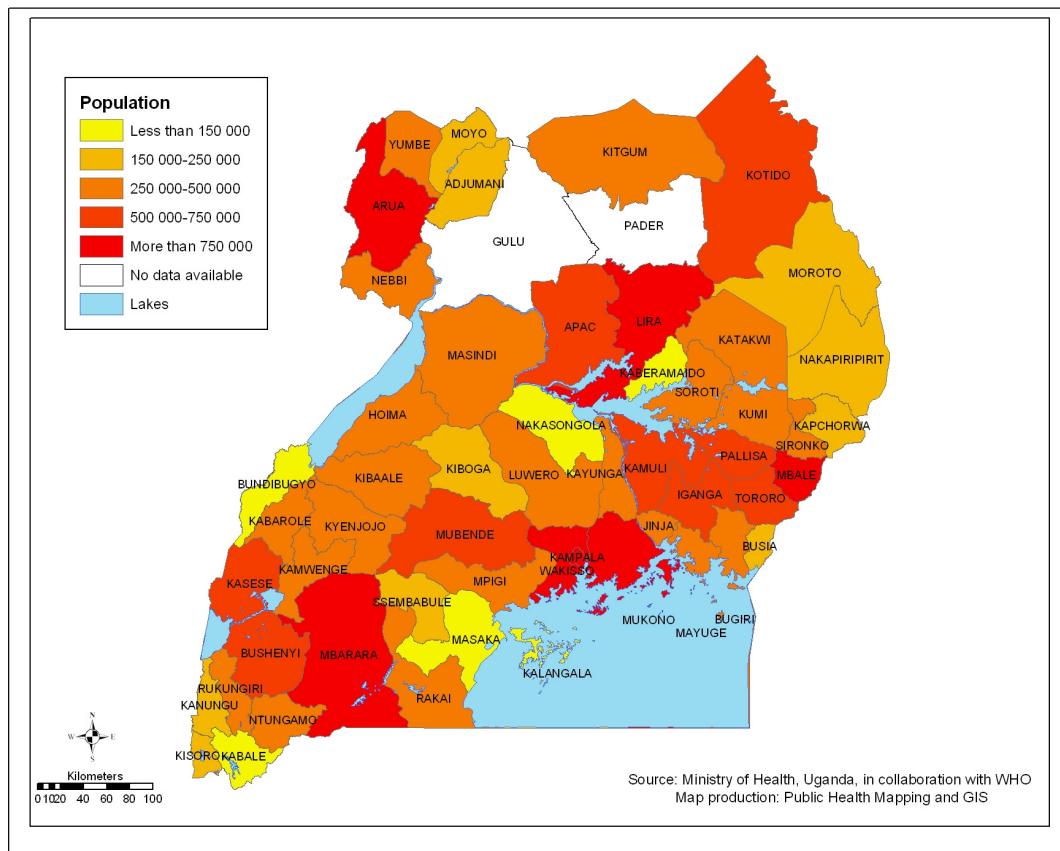 Population
Less than 150 000
150 000-250 000
250 000-500 000
500 000-750 000
More than 750 000
No data available
Lakes
MOYO
YUMBE
KITGUM
KOTIDO
ADJUMANI
ARUA
PADER
GULU
MOROTO
NEBBI
LIRA
APAC
KATAKWI
MASINDI
NAKAPIRIPIRIT
KABERAMAIDO
SOROTI
HOIMA
KUMI
NAKASONGOLA
KAPCHORWA
SIRONKO
PALLISA
KIBOGA
LUWERO
KAYUNGA
KAMULI
MBALE
KIBAALE
BUNDIBUGYO
IGANGA
TORORO
KABAROLE
KYENJOJO
MUBENDE
JINJA
BUSIA
KAMPALA
KAMWENGE
WAKISSO
KASESE
MPIGI
SSEMBABULE
MUKONO
BUGIRI
MAYUGE
MASAKA
BUSHENYI
MBARARA
KALANGALA
RUKUNGIRI
RAKAI
KANUNGU
NTUNGAMO
KISORO
KABALE
N
W E
S
Kilometers
0 10 20 40 60 80 100
Source: Ministry of Health, Uganda, in collaboration with WHO
Map production: Public Health Mapping and GIS